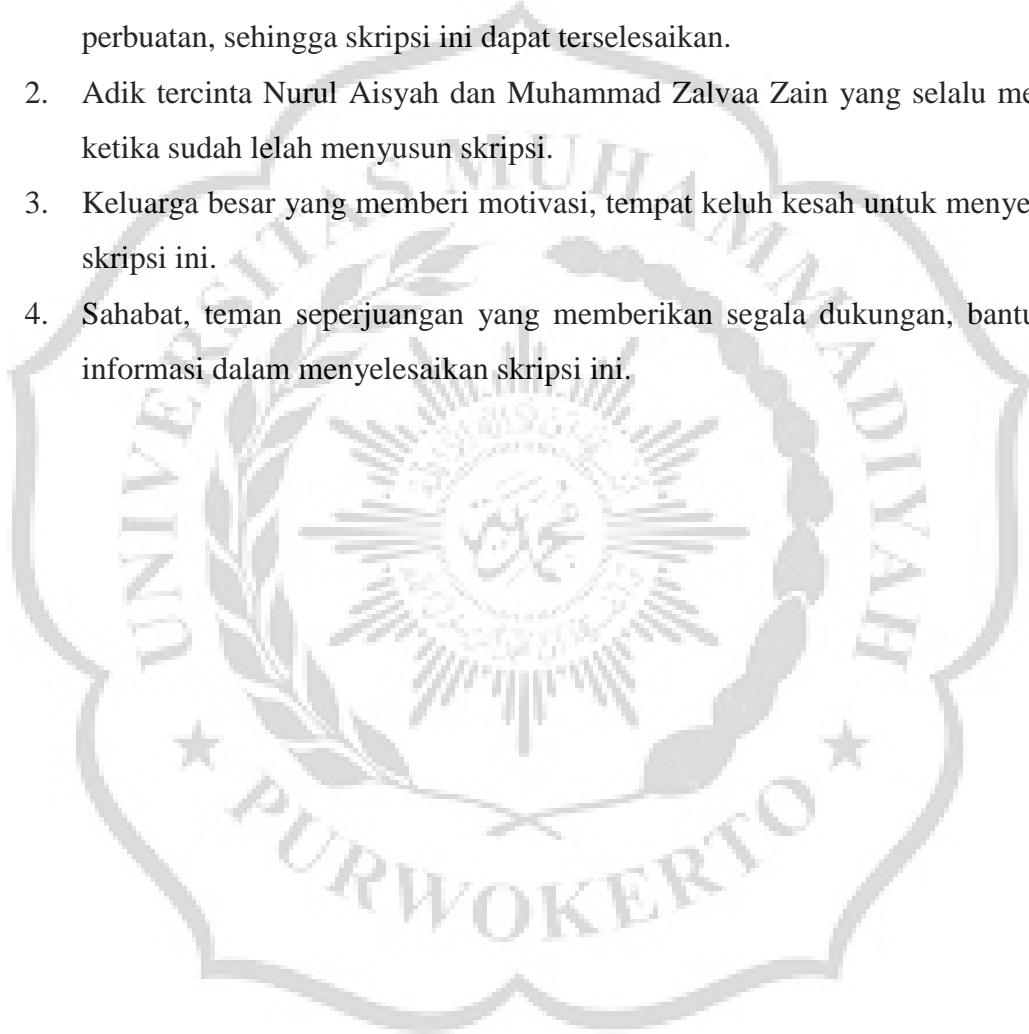 perbuatan, sehingga skripsi ini dapat terselesaikan.
2. Adik tercinta Nurul Aisyah dan Muhammad Zalvaa Zain yang selalu me
ketika sudah lelah menyusun skripsi.
3. Keluarga besar yang memberi motivasi, tempat keluh kesah untuk menye
skripsi ini.
4. Sahabat, teman seperjuangan yang memberikan segala dukungan, bantu
informasi dalam menyelesaikan skripsi ini.
UNIVERSITAS MUHAMMADIYAH
PURWOKERTO